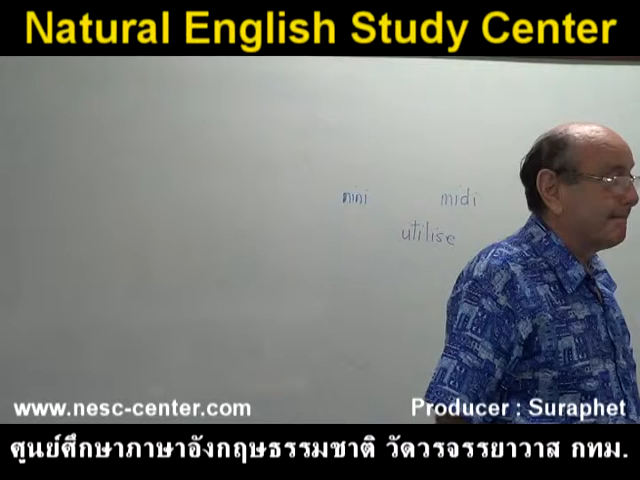 Natural English Study Center
mini midi
utilise
www.nesc-center.com Producer : Suraphet
ศูนย์ศึกษาภาษาอังกฤษธรรมชาติ วัดวรจรรยาวาส กทม.